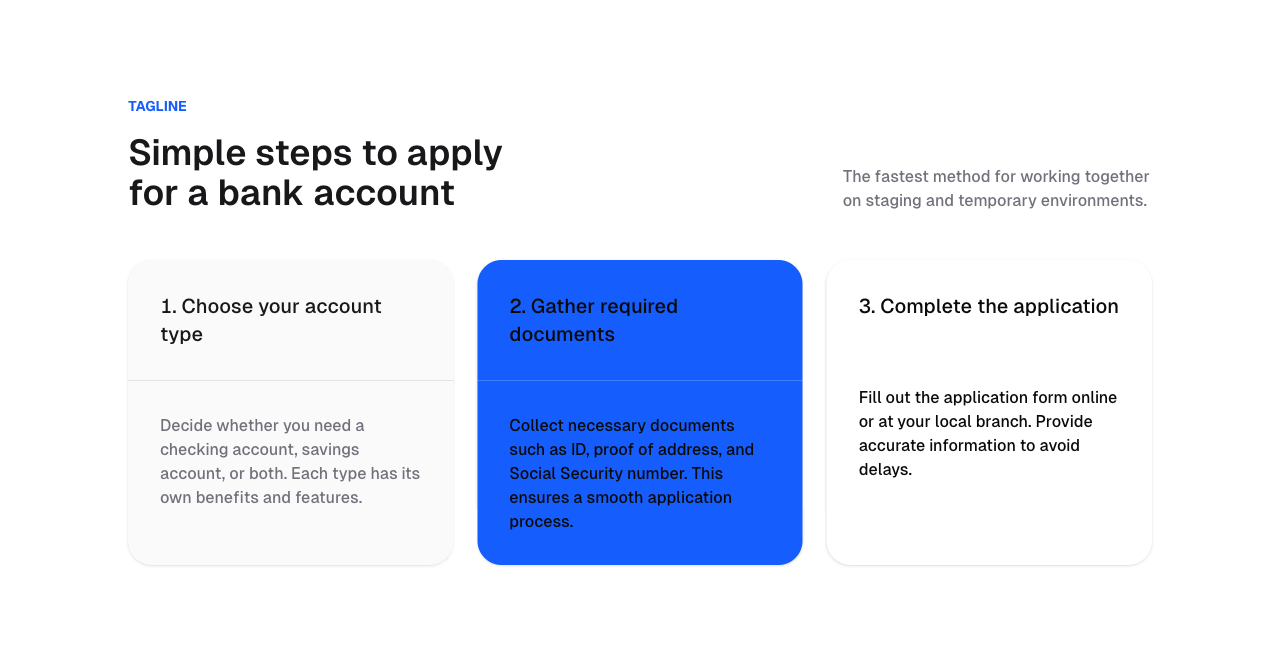 TAGLINE
Simple steps to apply
for a bank account
The fastest method for working together
on staging and temporary environments.
1. Choose your account
type
Decide whether you need a
checking account, savings
account, or both. Each type has its
own benefits and features.
2. Gather required
documents
Collect necessary documents
such as ID, proof of address, and
Social Security number. This
ensures a smooth application
process.
3. Complete the application
Fill out the application form online
or at your local branch. Provide
accurate information to avoid
delays.